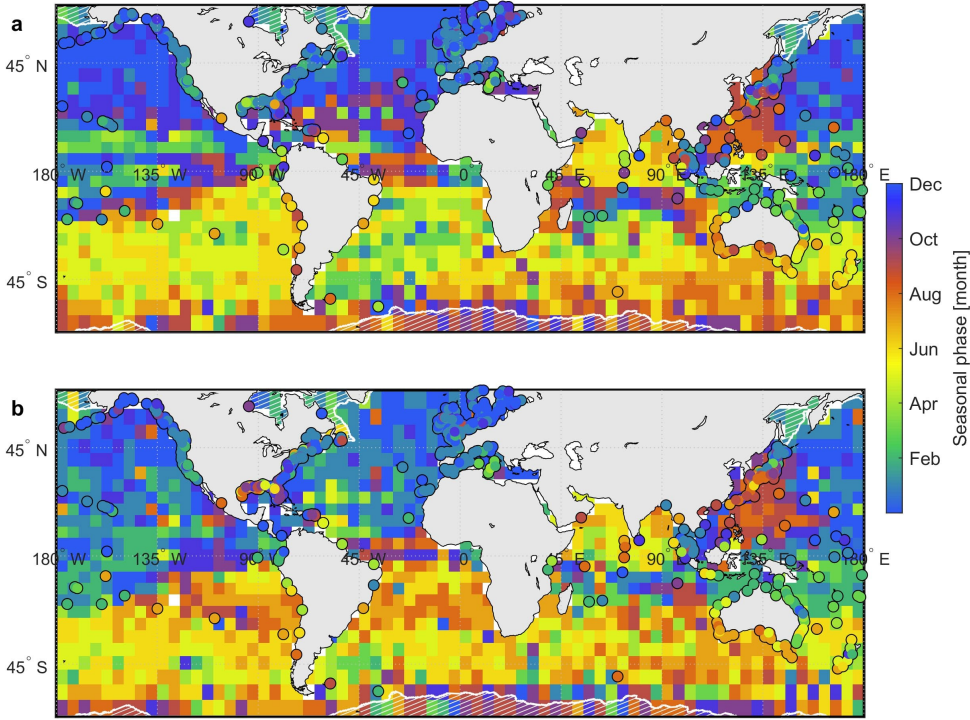 a
45° N
180° W
135° W
90° W
45° W
0°
45° E
90° E
135° E
180° E
45° S
Dec
Oct
Aug
Jun
Apr
Feb
Seasonal phase [month]
b
45° N
180° W
135° W
90° W
45° W
0°
45° E
90° E
135° E
180° E
45° S